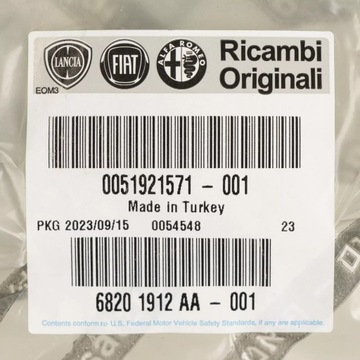 LANCIA
FIAT
ALFA ROMEO
Ricambi
Originali
EOM3
0051921571 - 001
Made in Turkey
PKG 2023/09/15 0054548 23
6820 1912 AA - 001
Contents conform to U.S. Federal Motor Vehicle Safety Standards, if any are applicable.